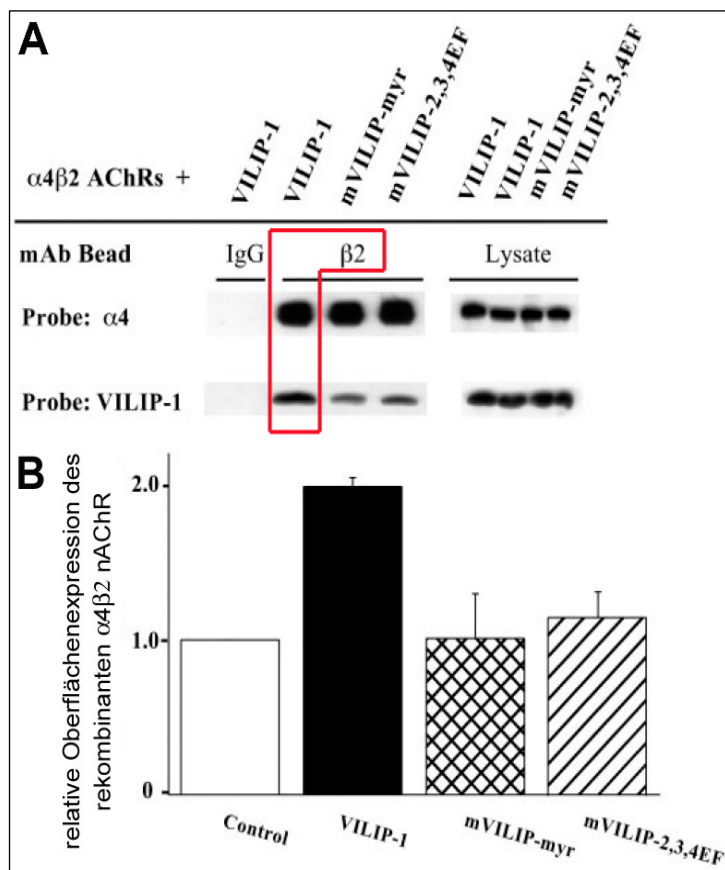 A
VILIP-1
VILIP-1
mVILIP-myr
mVILIP-2,3,4EF
VILIP-1
VILIP-1
mVILIP-myr
mVILIP-2,3,4EF
α4β2 AChRs +
mAb Bead IgG β2 Lysate
Probe: α4
Probe: VILIP-1
B
relative Oberflächenexpression des
rekombinanten α4β2 nAChR
2.0
1.0
0
Control
VILIP-1
mVILIP-myr
mVILIP-2,3,4EF